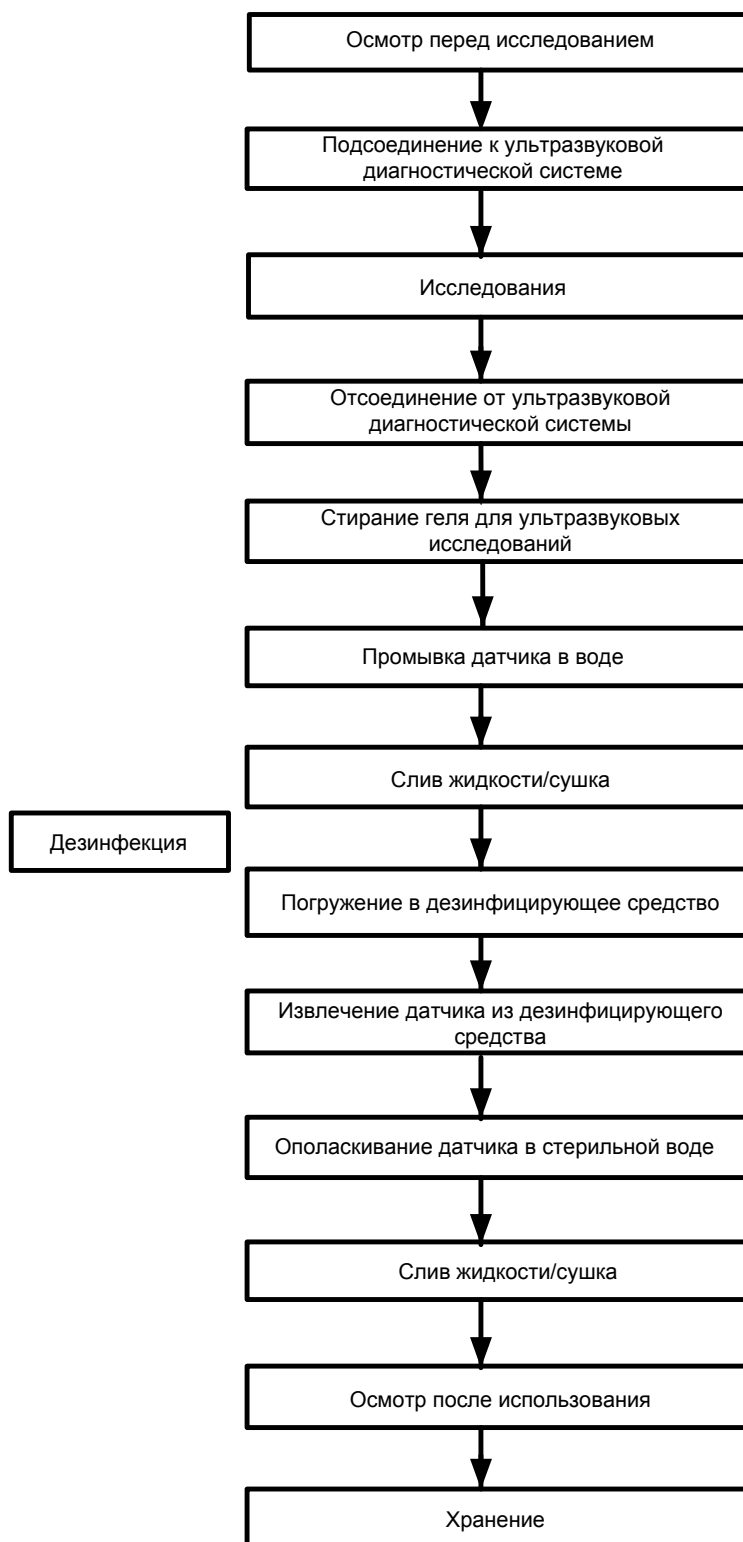 Осмотр перед исследованием
Подсоединение к ультразвуковой
диагностической системе
Исследования
Отсоединение от ультразвуковой
диагностической системы
Стирание геля для ультразвуковых
исследований
Промывка датчика в воде
Слив жидкости/сушка
Дезинфекция
Погружение в дезинфицирующее средство
Извлечение датчика из дезинфицирующего
средства
Ополаскивание датчика в стерильной воде
Слив жидкости/сушка
Осмотр после использования
Хранение